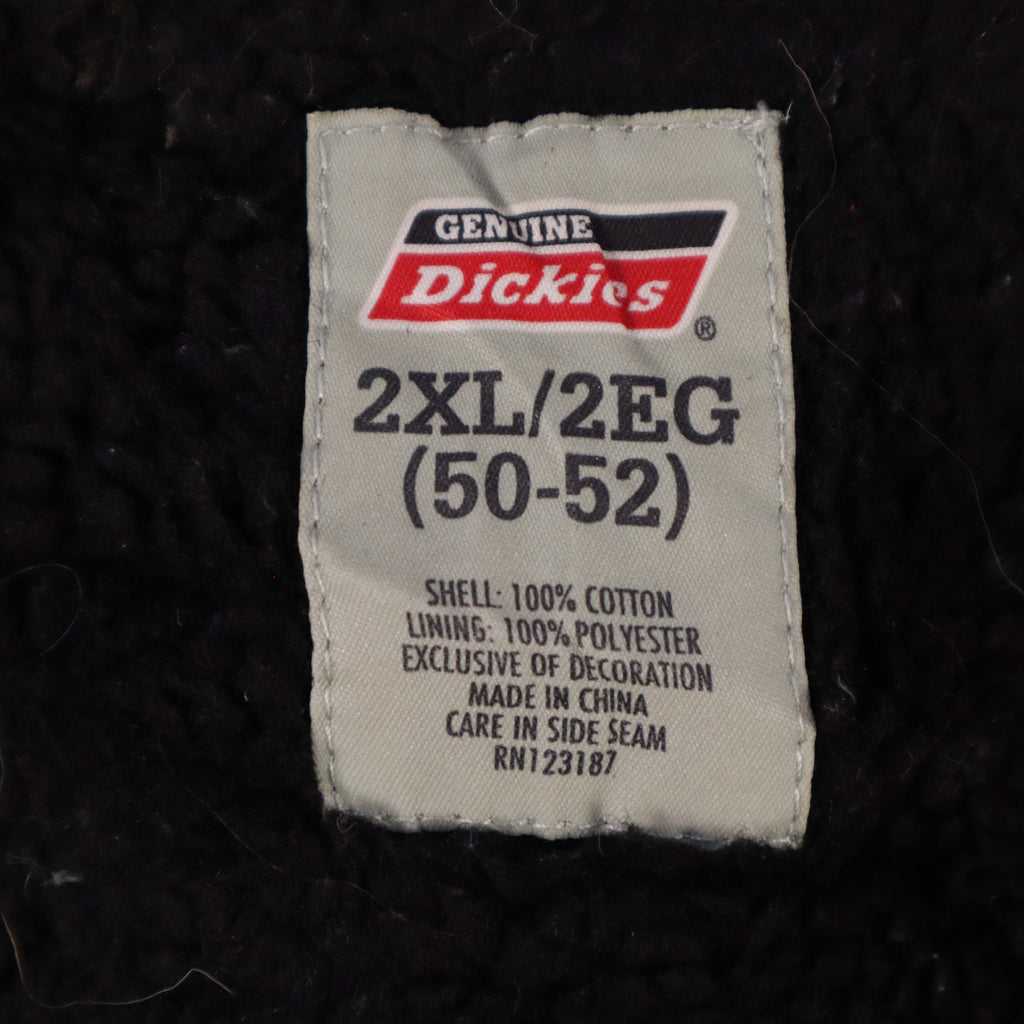 GENUINE
Dickies
®
2XL/2EG
(50-52)
SHELL: 100% COTTON
LINING: 100% POLYESTER
EXCLUSIVE OF DECORATION
MADE IN CHINA
CARE IN SIDE SEAM
RN123187